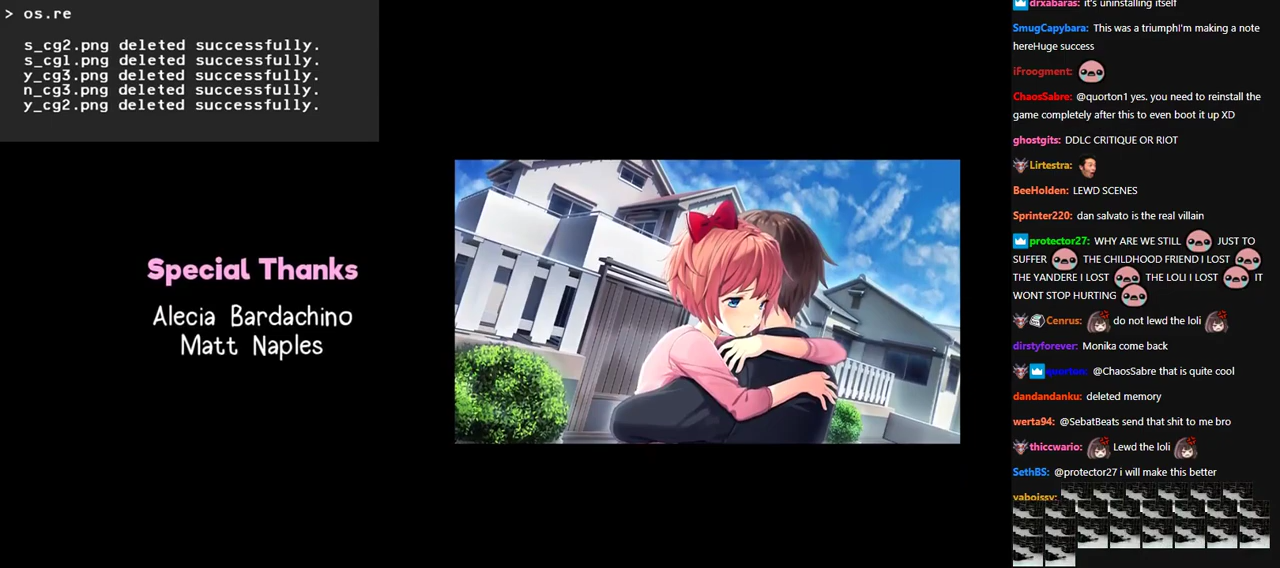 > os.re
s_cg2.png deleted successfully.
s_cg1.png deleted successfully.
y_cg3.png deleted successfully.
n_cg3.png deleted successfully.
y_cg2.png deleted successfully.
Special Thanks
Alecia Bardachino
Matt Naples
drxabaras: it's uninstalling itself
SmugCapybara: This was a triumphI'm making a note
hereHuge success
iFroogment:
ChaosSabre: @quorton1 yes. you need to reinstall the
game completely after this to even boot it up XD
ghostgits: DDLC CRITIQUE OR RIOT
Lirtestra:
BeeHolden: LEWD SCENES
Sprinter220: dan salvato is the real villain
protector27: WHY ARE WE STILL JUST TO
SUFFER THE CHILDHOOD FRIEND I LOST
THE YANDERE I LOST THE LOLI I LOST IT
WONT STOP HURTING
Cenrus: do not lewd the loli
dirstyforever: Monika come back
quorton: @ChaosSabre that is quite cool
dandandanku: deleted memory
werta94: @SebatBeats send that shit to me bro
thiccwario: Lewd the loli
SethBS: @protector27 i will make this better
yaboissy: